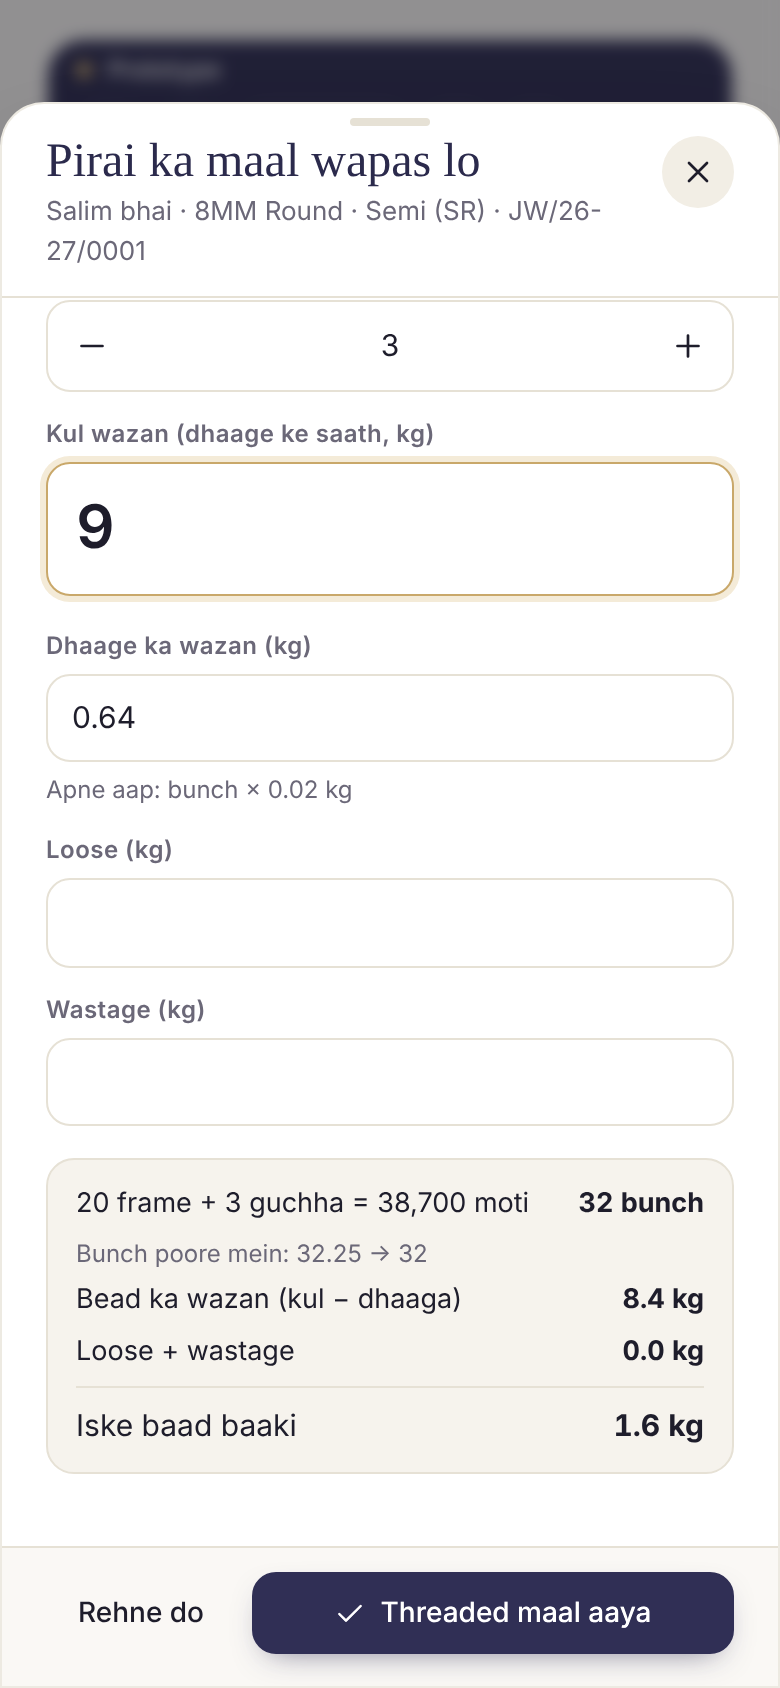 Prototype
Pirai ka maal wapas lo
Salim bhai · 8MM Round · Semi (SR) · JW/26-
27/0001
− 3 +
Kul wazan (dhaage ke saath, kg)
9
Dhaage ka wazan (kg)
0.64
Apne aap: bunch × 0.02 kg
Loose (kg)
Wastage (kg)
20 frame + 3 guchha = 38,700 moti 32 bunch
Bunch poore mein: 32.25 → 32
Bead ka wazan (kul − dhaaga) 8.4 kg
Loose + wastage 0.0 kg
Iske baad baaki 1.6 kg
Rehne do
Threaded maal aaya